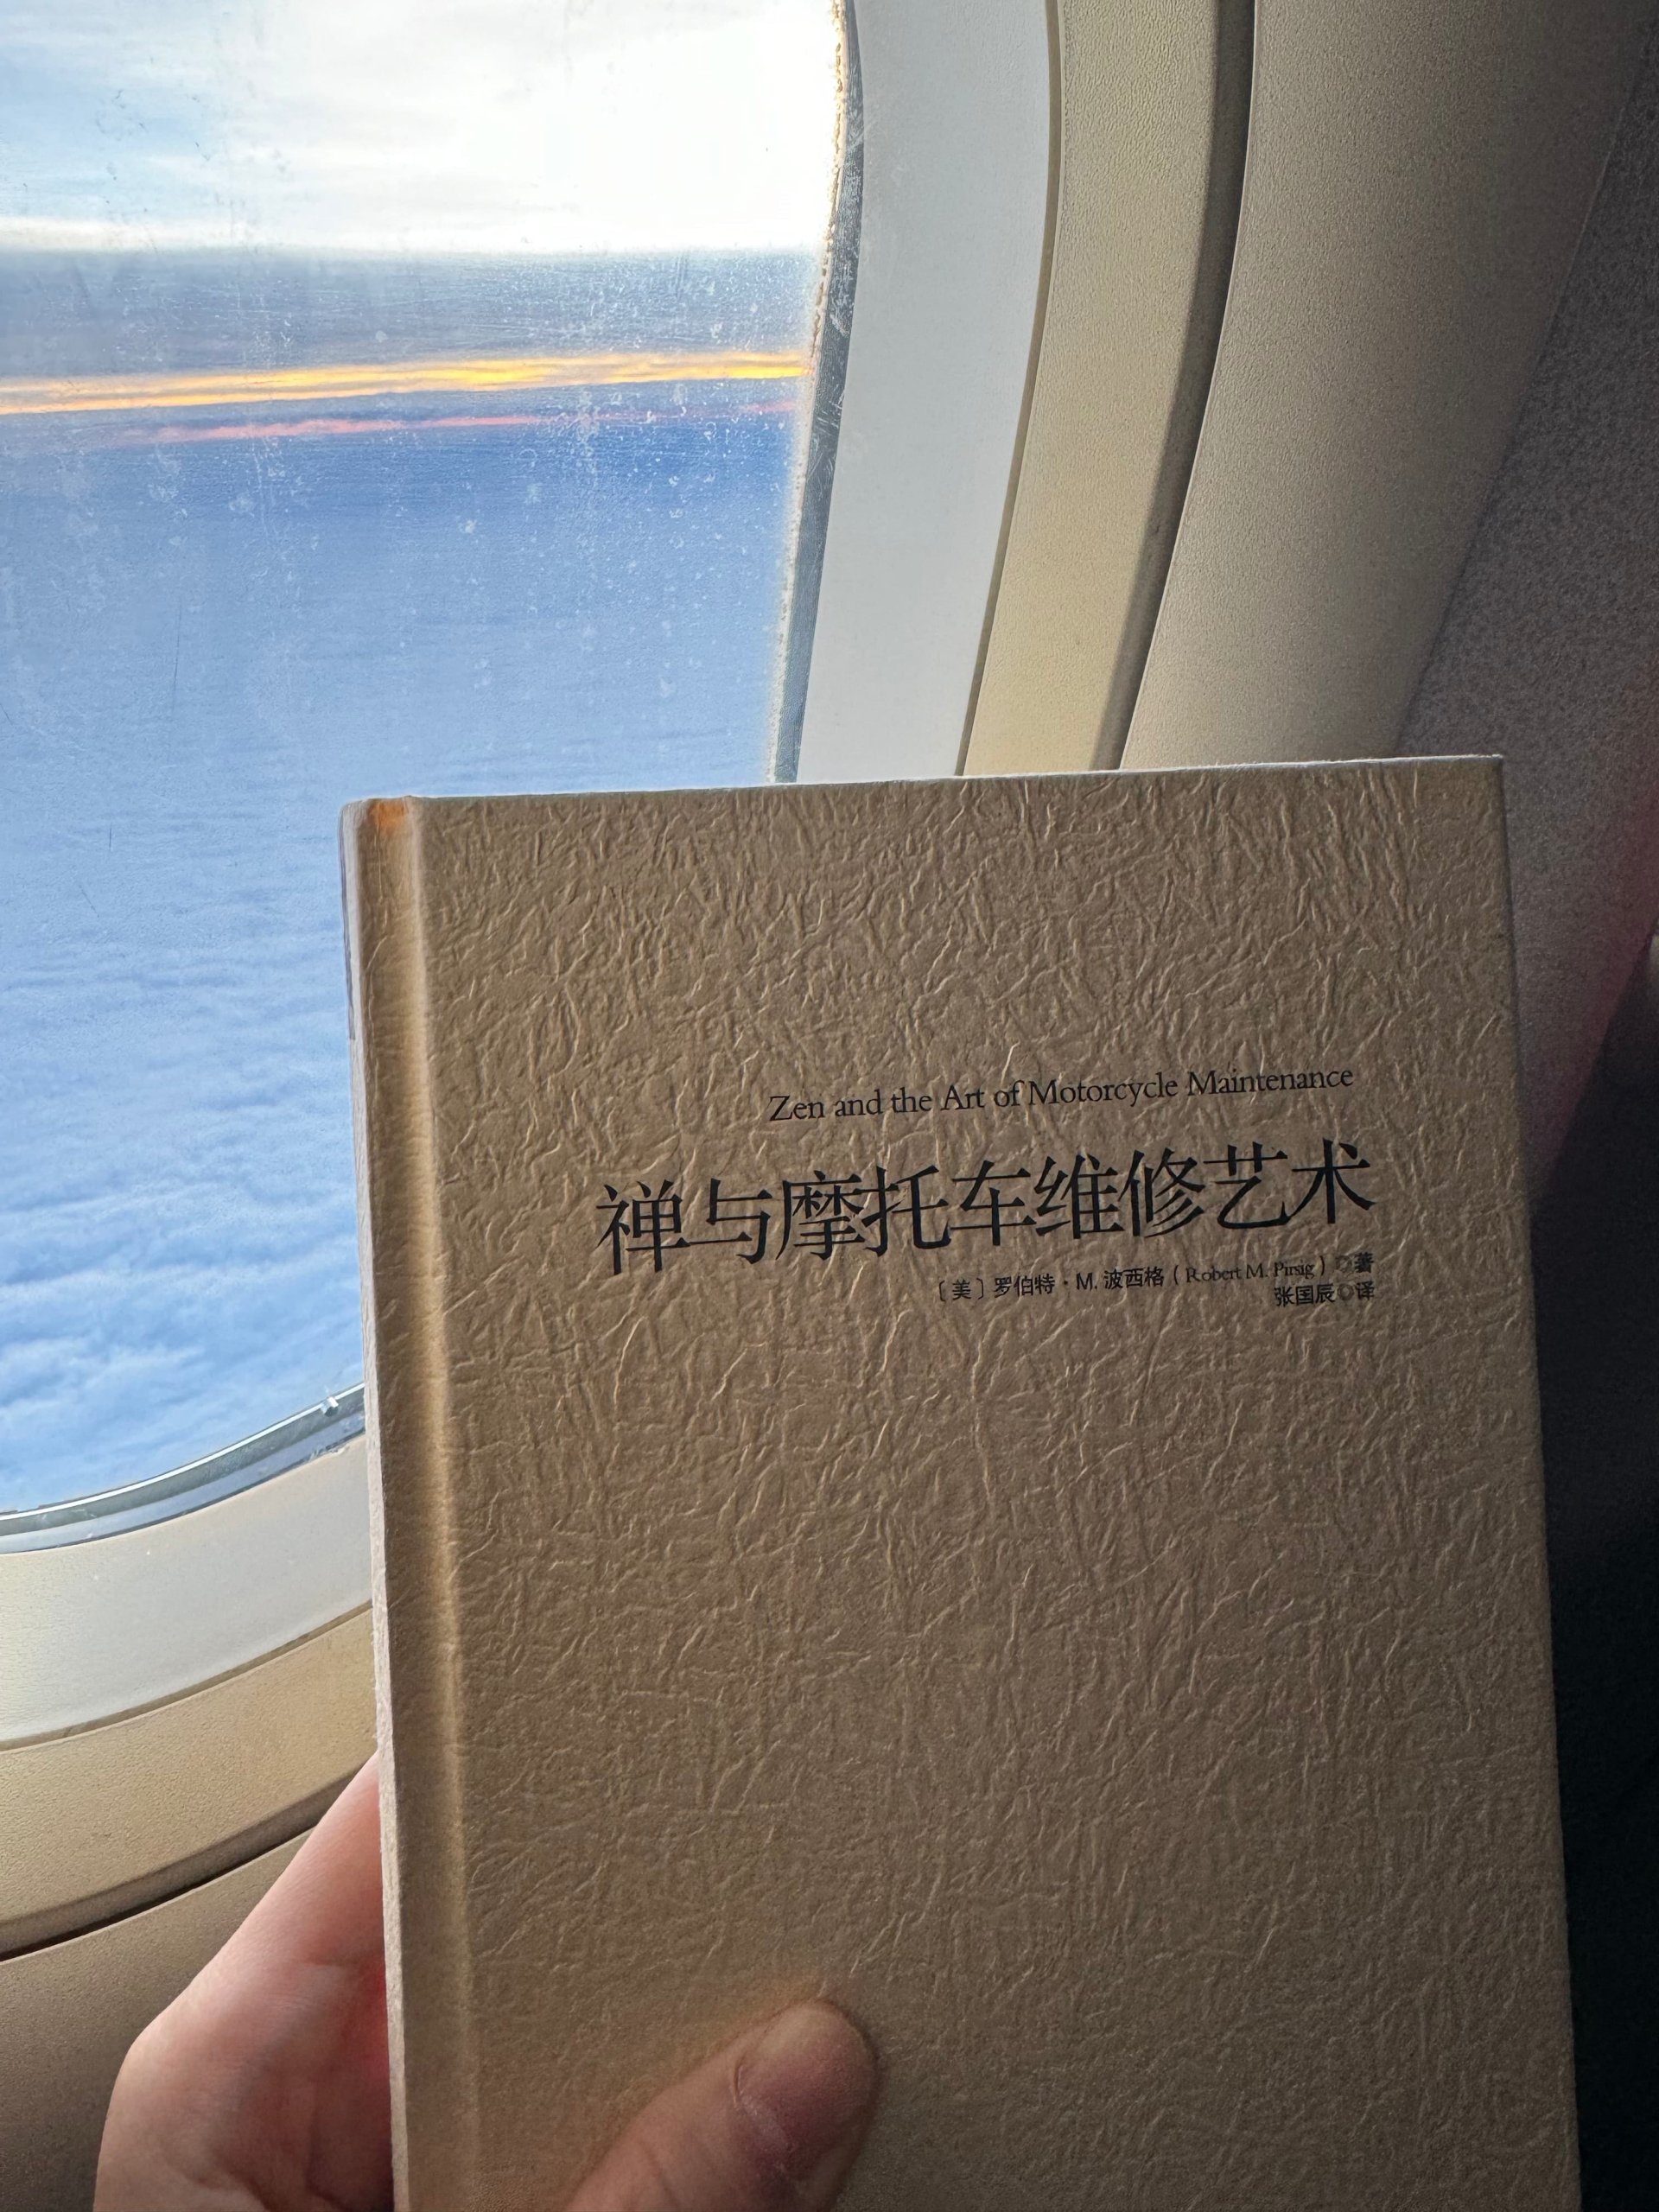 Zen and the Art of Motorcycle Maintenance
禅与摩托车维修艺术
〔美〕罗伯特·M. 波西格（Robert M. Pirsig）◎著
张国辰◎译